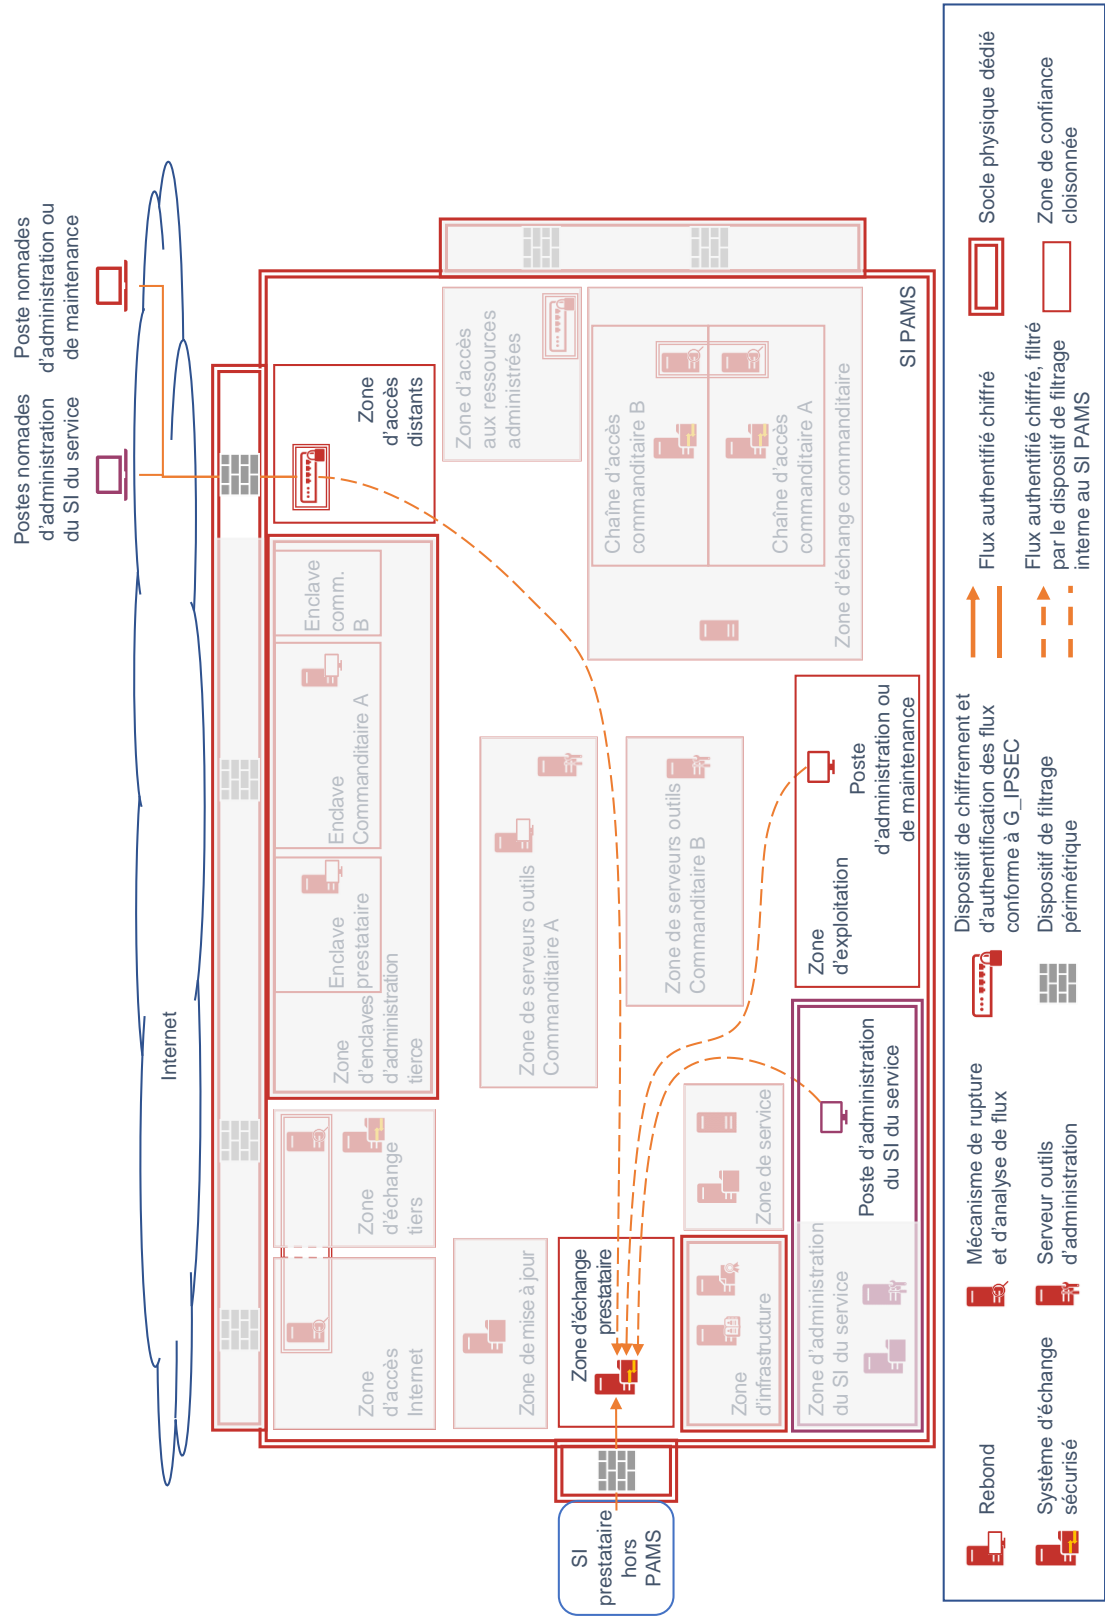 Internet
Postes nomades
d'administration
du SI du service
Poste nomades
d'administration ou
de maintenance
Zone
d'accès
Internet
Zone
d'échange
tiers
Zone
d'enclaves
d'administration
tierce
Enclave
prestataire
Enclave
Commanditaire A
Enclave
comm.
B
Zone
d'accès
distants
Zone de mise à jour
Zone de serveurs outils
Commanditaire A
Zone d'accès
aux ressources
administrées
SI
prestataire
hors
PAMS
Zone d'échange
prestataire
Zone de serveurs outils
Commanditaire B
Chaîne d'accès
commanditaire B
Chaîne d'accès
commanditaire A
Zone d'échange commanditaire
Zone
d'infrastructure
Zone de service
Zone d'administration
du SI du service
Poste d'administration
du SI du service
Zone
d'exploitation
Poste
d'administration ou
de maintenance
SI PAMS
Rebond
Système d'échange
sécurisé
Mécanisme de rupture
et d'analyse de flux
Serveur outils
d'administration
Dispositif de chiffrement et
d'authentification des flux
conforme à G_IPSEC
Dispositif de filtrage
périmétrique
Flux authentifié chiffré
Flux authentifié chiffré, filtré
par le dispositif de filtrage
interne au SI PAMS
Socle physique dédié
Zone de confiance
cloisonnée